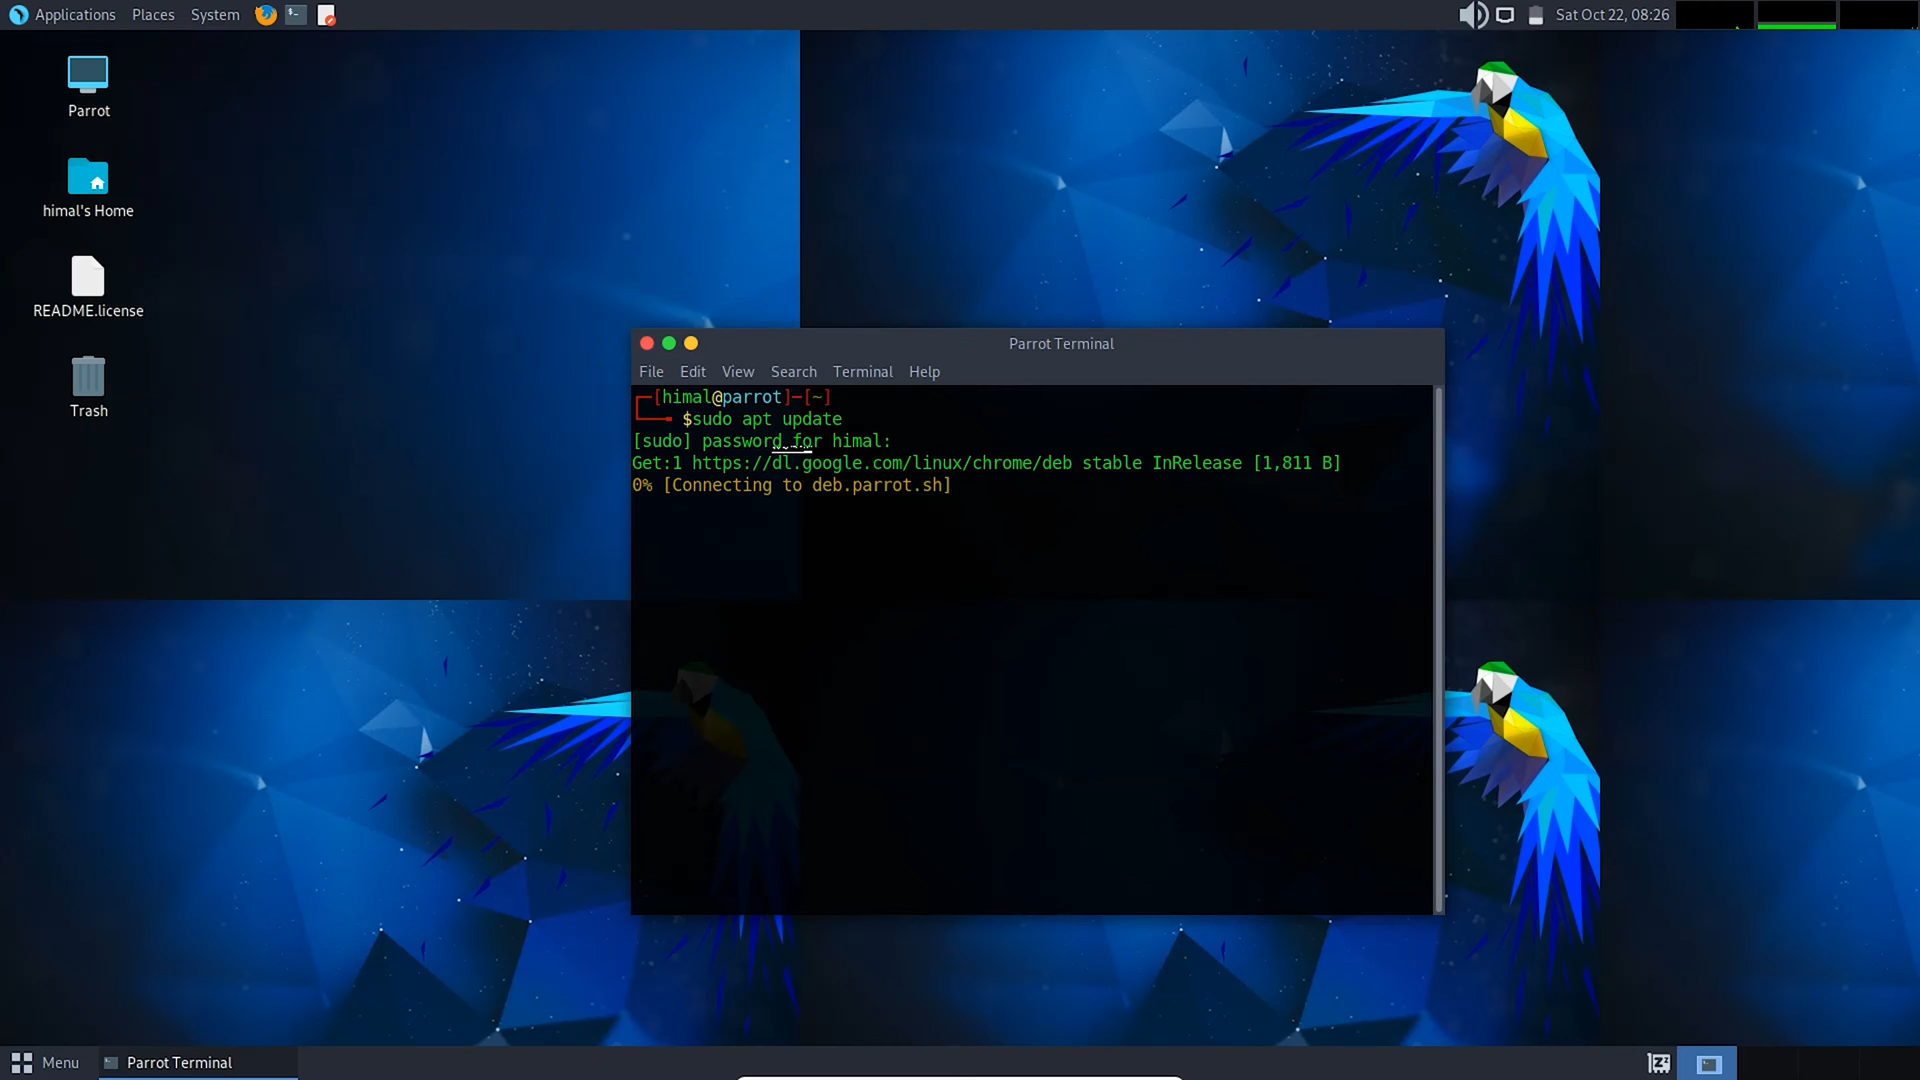 Applications Places System
Sat Oct 22, 08:26
Parrot
himal's Home
README.license
Trash
Parrot Terminal
File Edit View Search Terminal Help
┌─[himal@parrot]─[~]
└──╼ $sudo apt update
[sudo] password for himal:
Get:1 https://dl.google.com/linux/chrome/deb stable InRelease [1,811 B]
0% [Connecting to deb.parrot.sh]
Menu Parrot Terminal